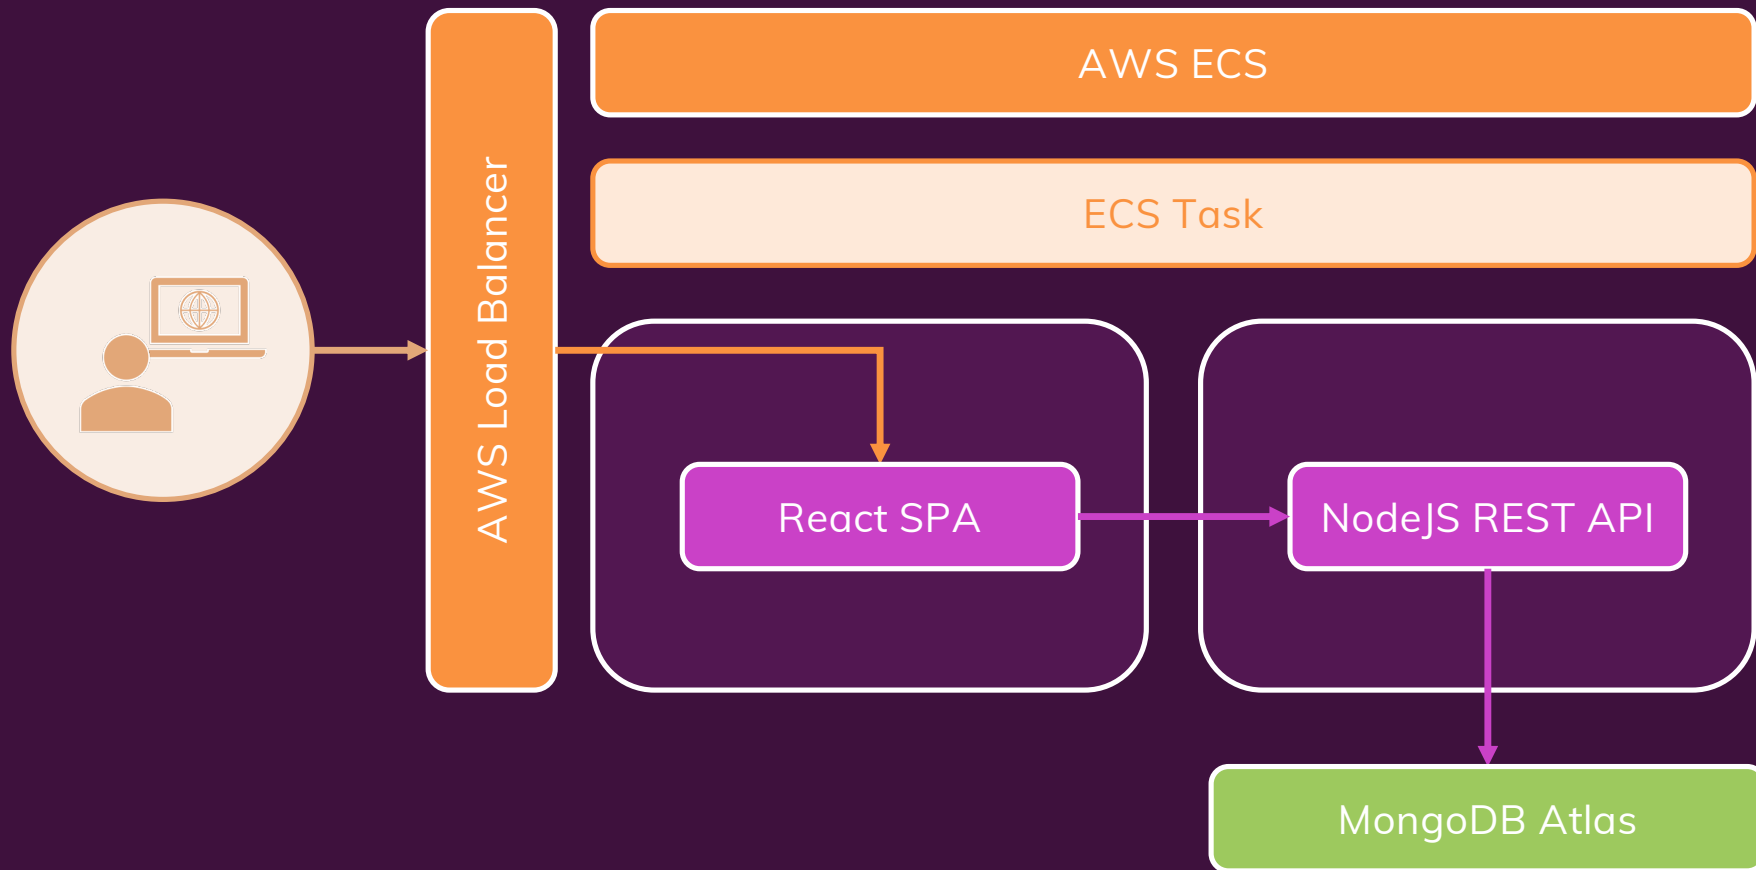 AWS ECS
ECS Task
AWS Load Balancer
React SPA
NodeJS REST API
MongoDB Atlas